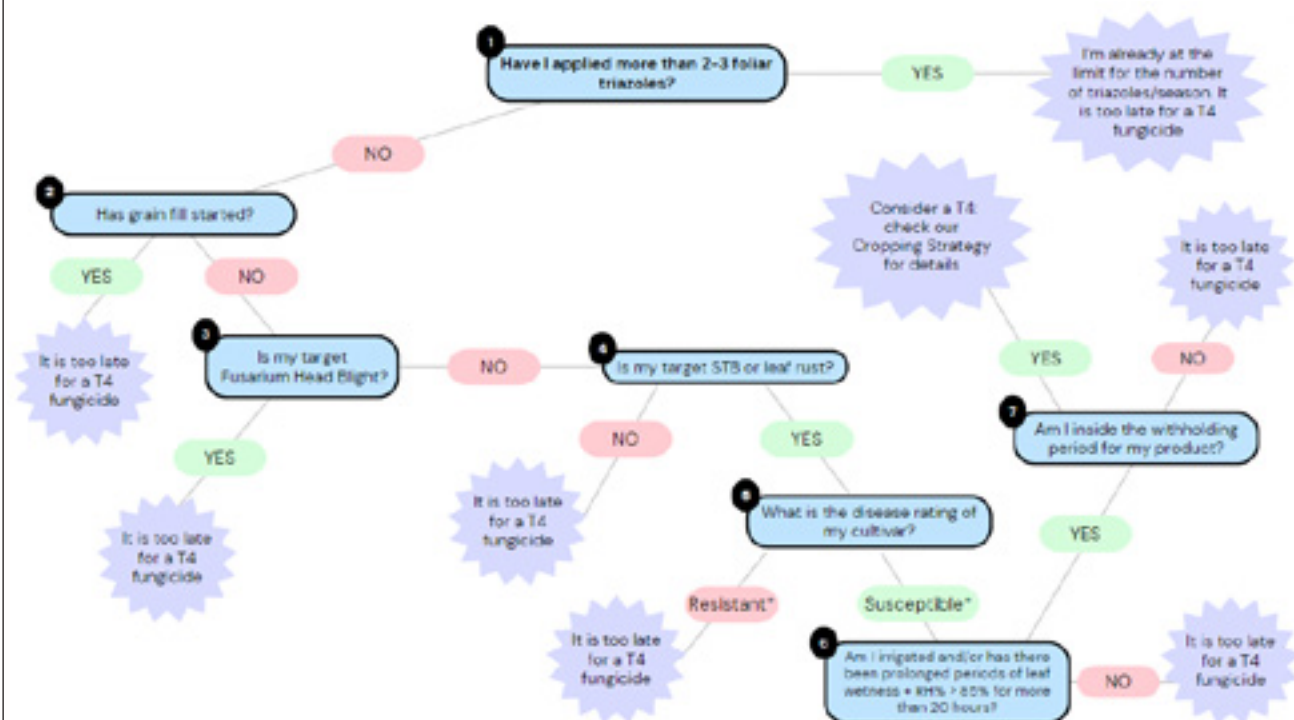 1
Have I applied more than 2-3 foliar
triazoles?
YES
I'm already at the
limit for the number
of triazoles/season. It
is too late for a T4
fungicide
NO
2
Has grain fill started?
YES
NO
It is too late
for a T4
fungicide
3
Is my target
Fusarium Head Blight?
YES
It is too late
for a T4
fungicide
NO
4
Is my target STB or leaf rust?
NO
YES
It is too late
for a T4
fungicide
5
What is the disease rating of
my cultivar?
Resistant*
Susceptible*
It is too late
for a T4
fungicide
6
Am I irrigated and/or has there
been prolonged periods of leaf
wetness + RH% > 85% for more
than 20 hours?
NO
It is too late
for a T4
fungicide
YES
7
Am I inside the withholding
period for my product?
YES
NO
Consider a T4:
check our
Cropping Strategy
for details
It is too late
for a T4
fungicide